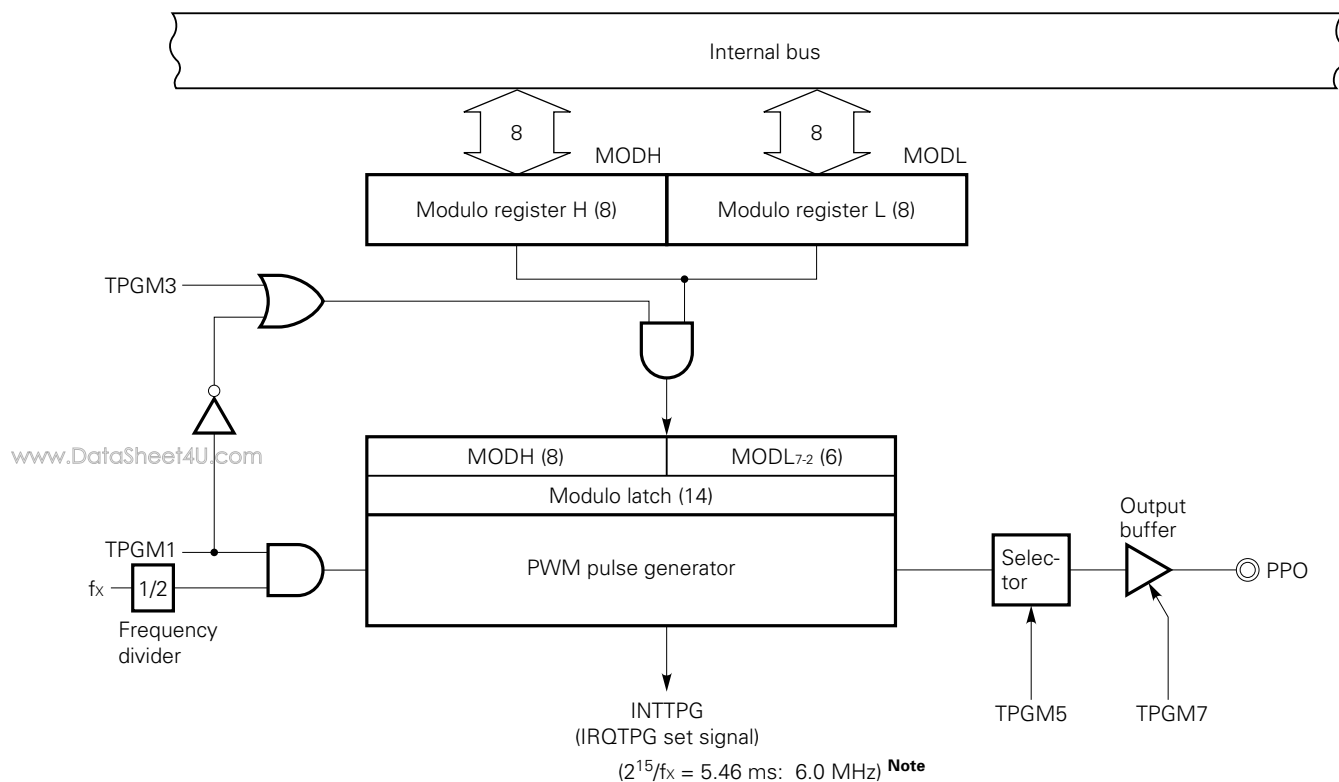 Internal bus
8
8
MODH
MODL
Modulo register H (8)
Modulo register L (8)
TPGM3
www.DataSheet4U.com
MODH (8)
MODL7-2 (6)
Modulo latch (14)
TPGM1
fX
1/2
Frequency
divider
PWM pulse generator
Selec-
tor
Output
buffer
PPO
TPGM5
TPGM7
INTTPG
(IRQTPG set signal)
(2^15/fX = 5.46 ms: 6.0 MHz) Note